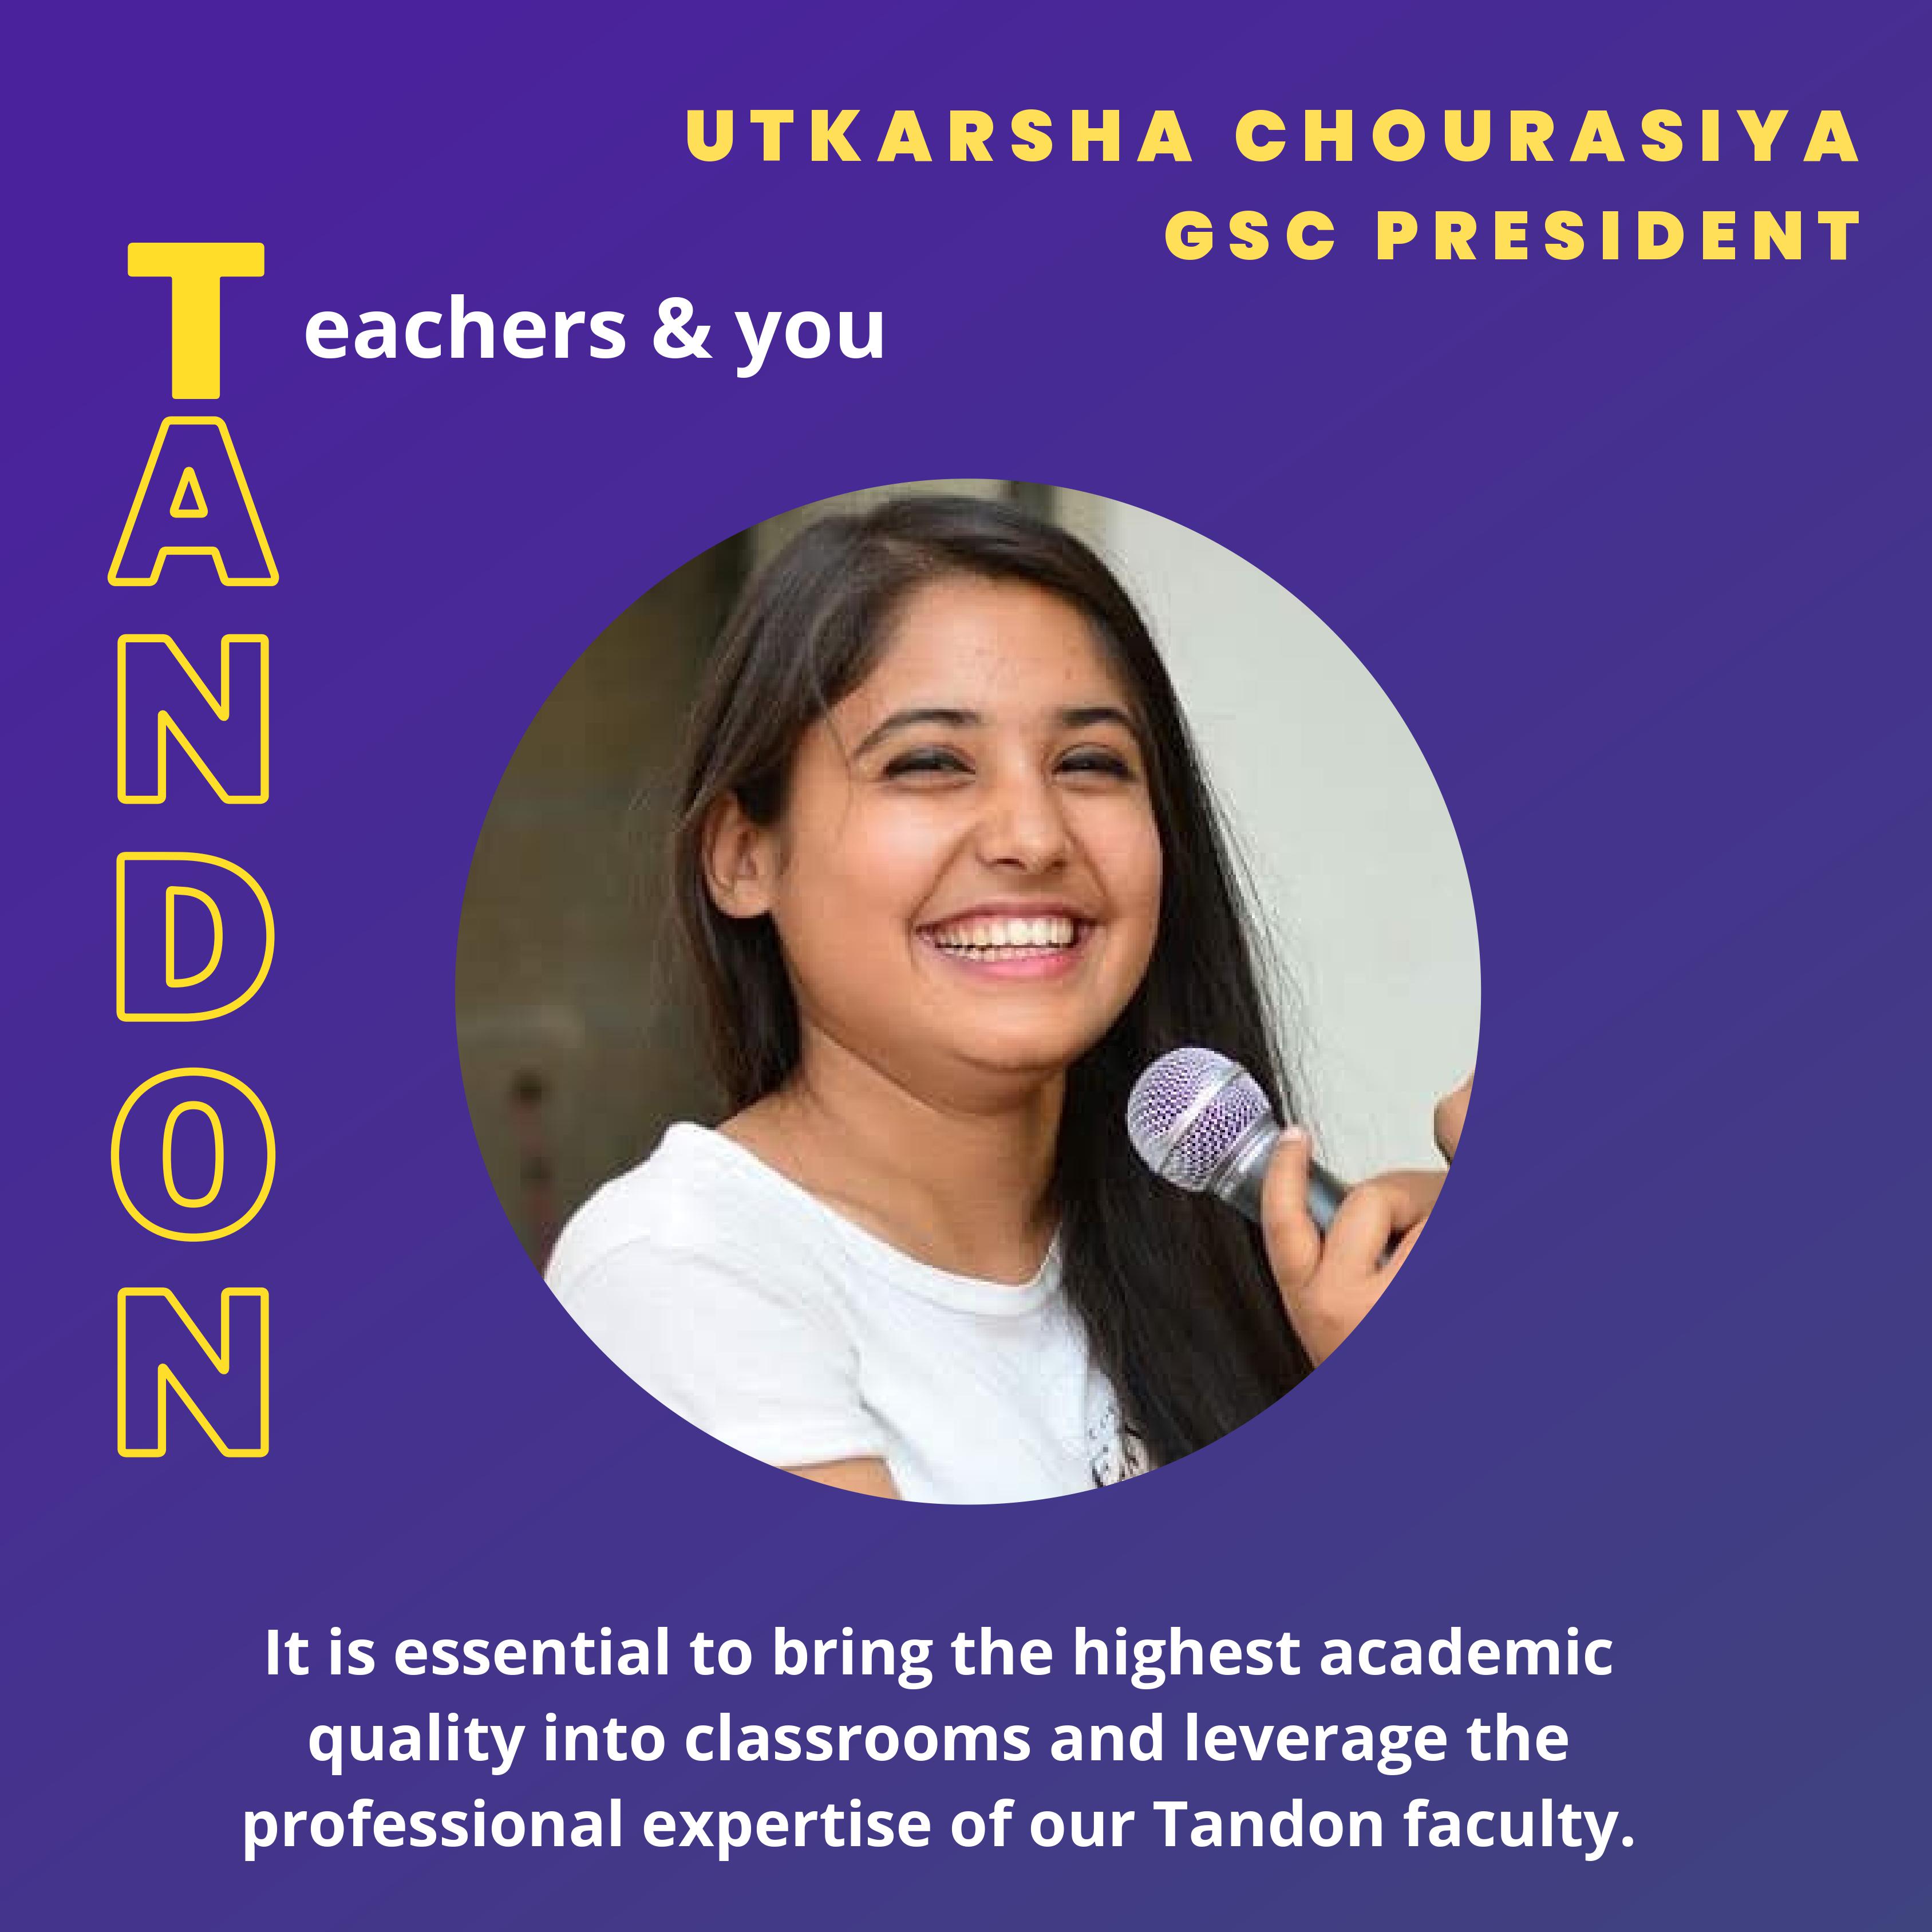 UTKARSHA CHOURASIYA
GSC PRESIDENT
Teachers & you
A
N
D
O
N
It is essential to bring the highest academic
quality into classrooms and leverage the
professional expertise of our Tandon faculty.